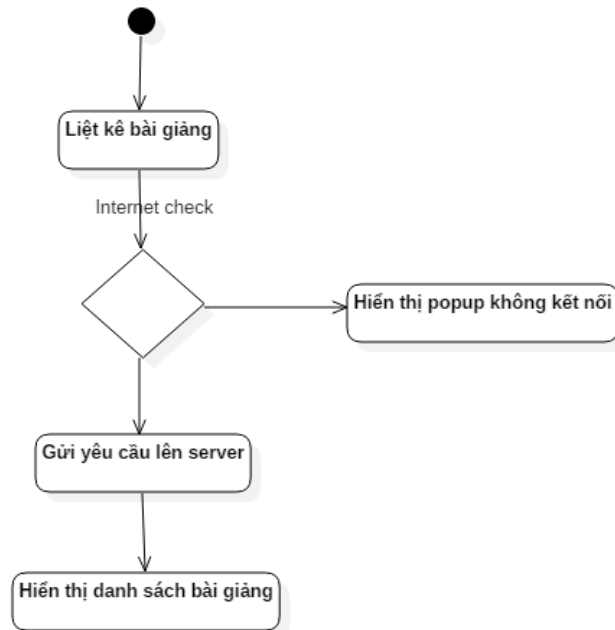 Liệt kê bài giảng
Internet check
Hiển thị popup không kết nối
Gửi yêu cầu lên server
Hiển thị danh sách bài giảng